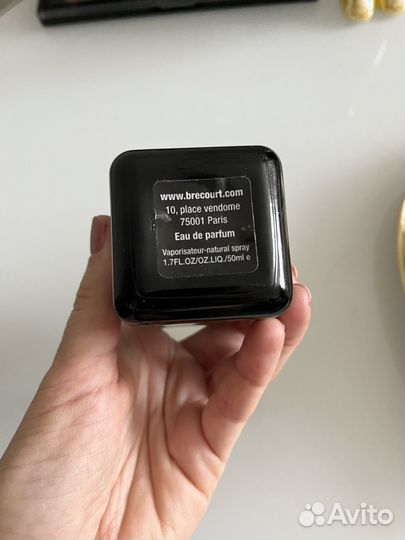 www.brecourt.com
10, place vendome
75001 Paris
Eau de parfum
Vaporisateur-natural spray
1.7FL.OZ/OZ.LIQ./50ml e
Avito